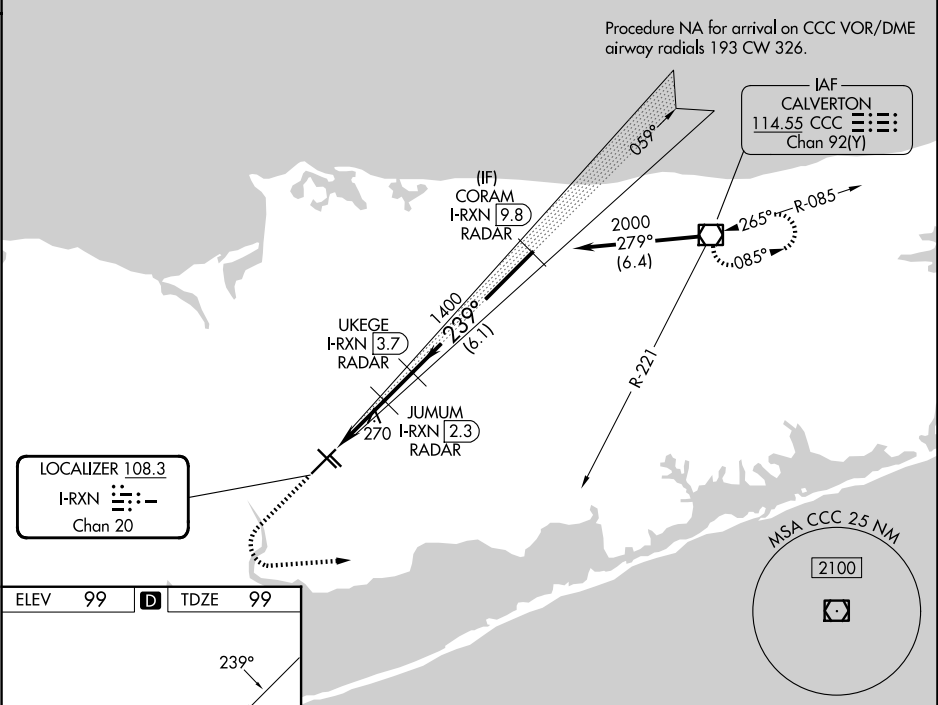 Procedure NA for arrival on CCC VOR/DME
airway radials 193 CW 326.
IAF
CALVERTON
114.55 CCC
Chan 92(Y)
059°
(IF)
CORAM
I-RXN 9.8
RADAR
2000
279°
(6.4)
265°
R-085
085°
1400
239°
(6.1)
UKEGE
I-RXN 3.7
RADAR
R-221
JUMUM
I-RXN 2.3
RADAR
270
LOCALIZER 108.3
I-RXN
Chan 20
MSA CCC 25 NM
2100
ELEV 99 D TDZE 99
239°